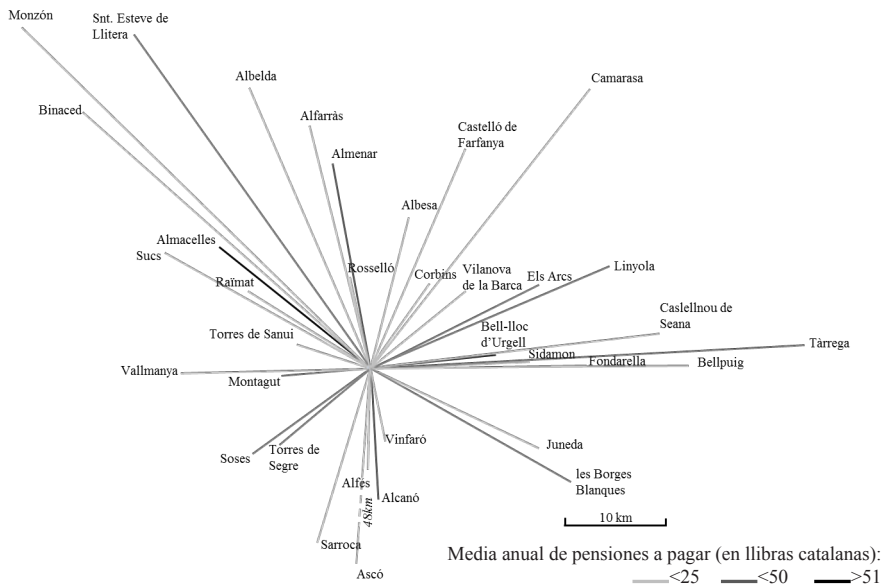 Monzón
Snt. Esteve de
Llitera
Albelda
Camarasa
Binaced
Alfarràs
Castelló de
Farfanya
Almenar
Albesa
Almacelles
Sucs
Rosselló
Corbins
Vilanova
de la Barca
Els Arcs
Linyola
Raïmat
Caslellnou de
Seana
Torres de Sanui
Bell-lloc
d’Urgell
Sidamon
Fondarella
Tàrrega
Bellpuig
Vallmanya
Montagut
Vinfaró
Juneda
Soses
Torres de
Segre
les Borges
Blanques
Alfés
Alcanó
48km
10 km
Sarroca
Ascó
Media anual de pensiones a pagar (en llibras catalanas):
<25 <50 >51